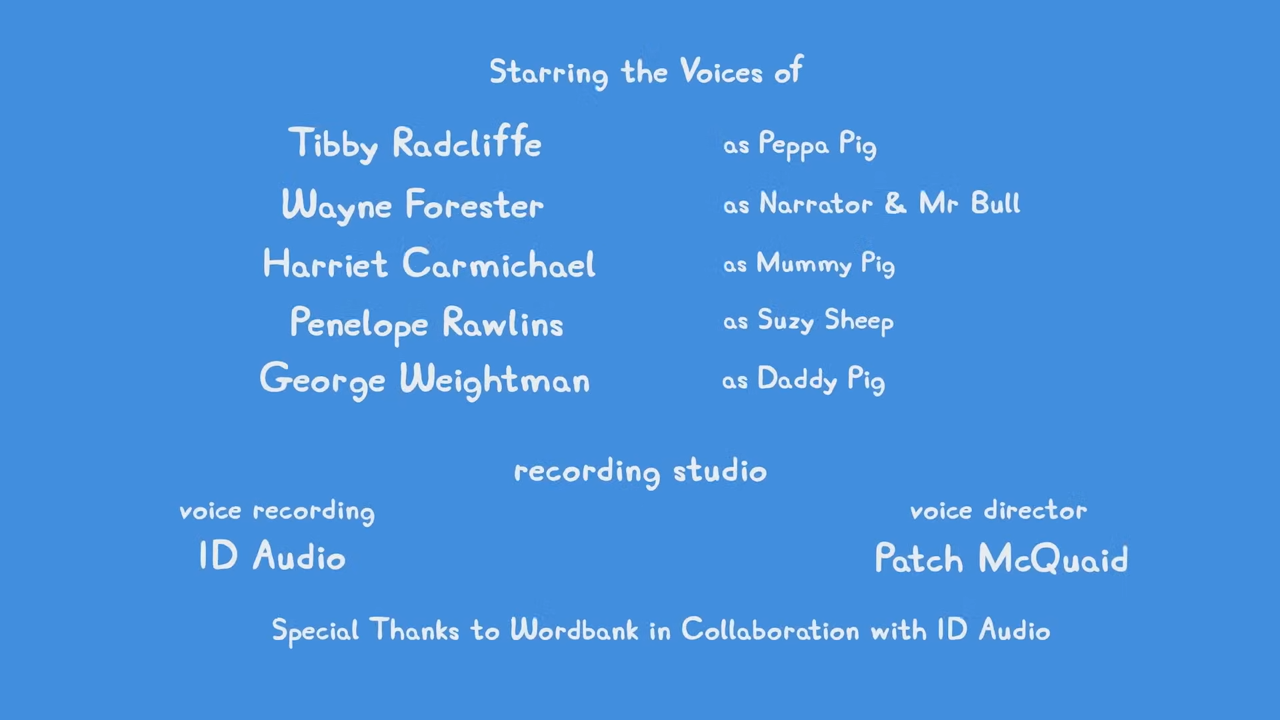 Starring the Voices of
Tibby Radcliffe as Peppa Pig
Wayne Forester as Narrator & Mr Bull
Harriet Carmichael as Mummy Pig
Penelope Rawlins as Suzy Sheep
George Weightman as Daddy Pig
recording studio
voice recording voice director
ID Audio Patch McQuaid
Special Thanks to Wordbank in Collaboration with ID Audio